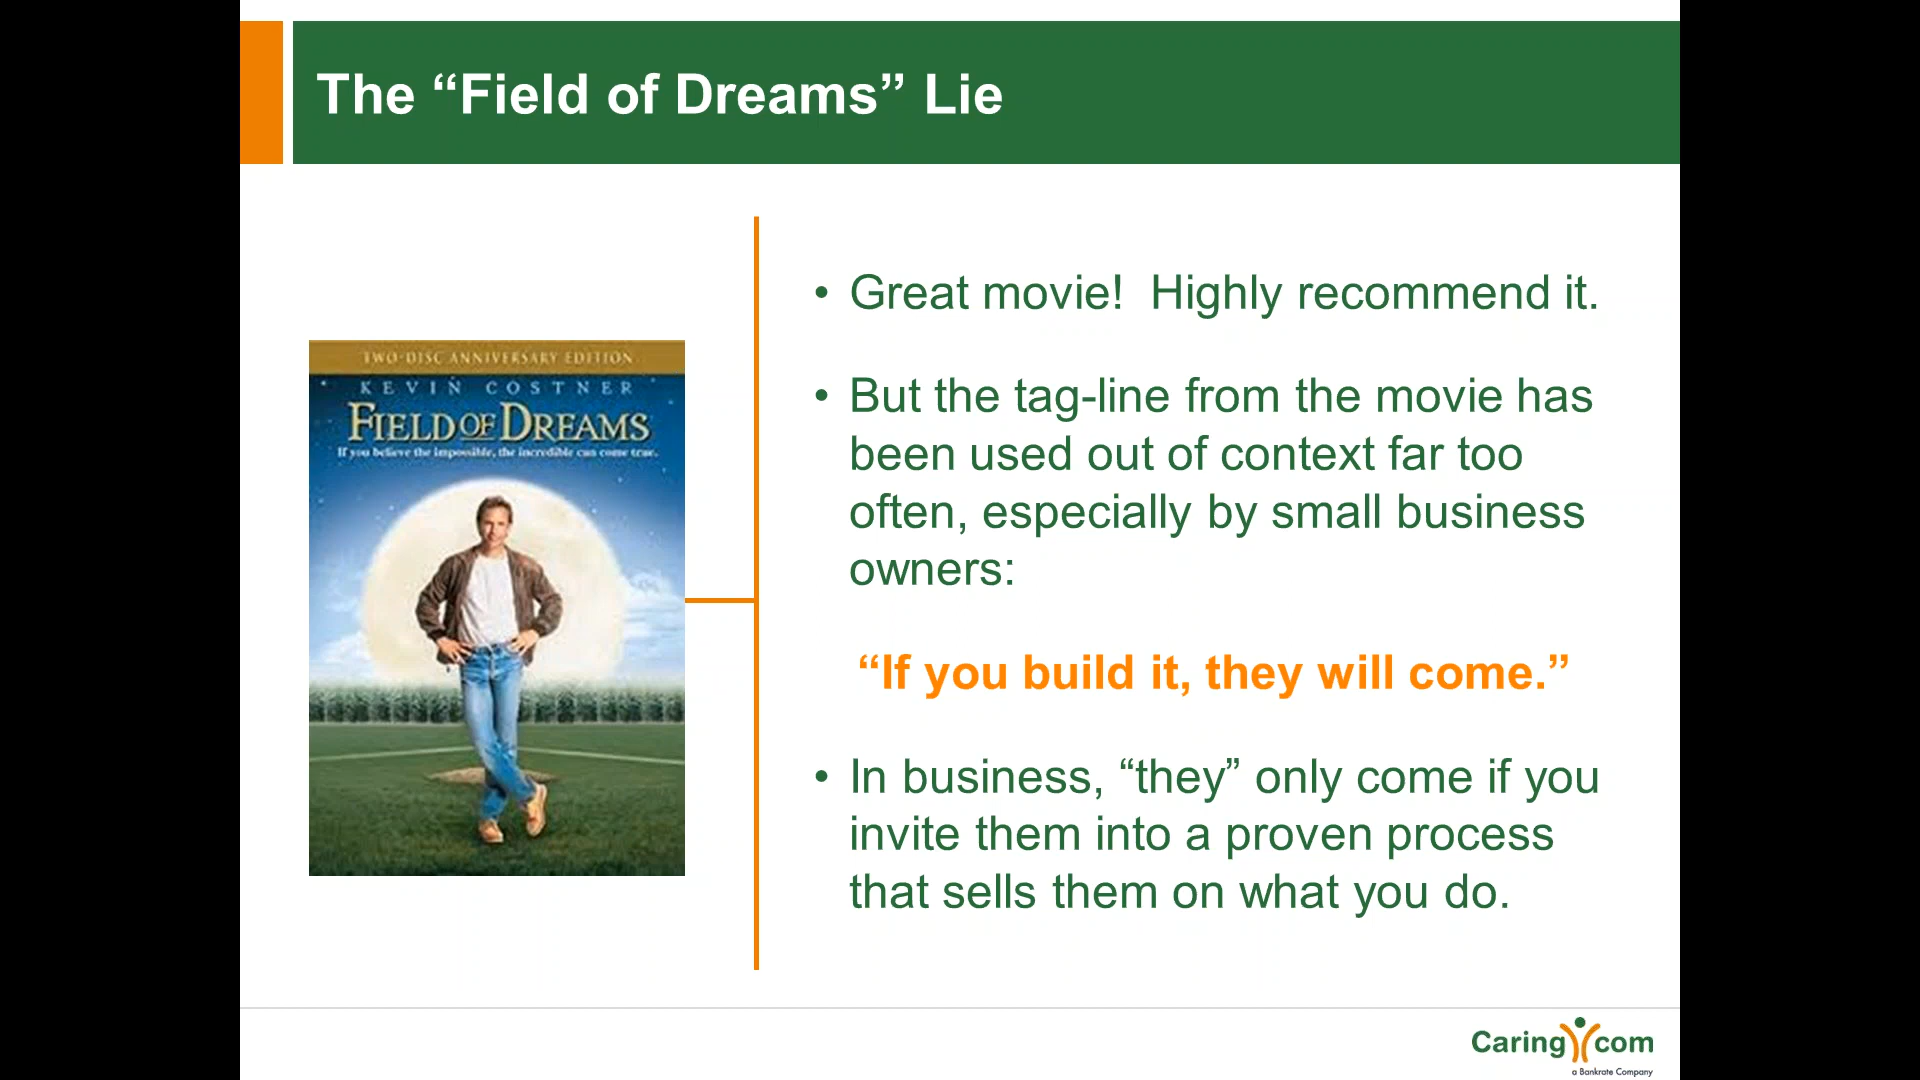 The “Field of Dreams” Lie
TWO-DISC ANNIVERSARY EDITION
KEVIN COSTNER
FIELD OF DREAMS
If you believe the impossible, the incredible can come true.
• Great movie!  Highly recommend it.
• But the tag-line from the movie has
been used out of context far too
often, especially by small business
owners:
“If you build it, they will come.”
• In business, “they” only come if you
invite them into a proven process
that sells them on what you do.
Caring com
a Bankrate Company